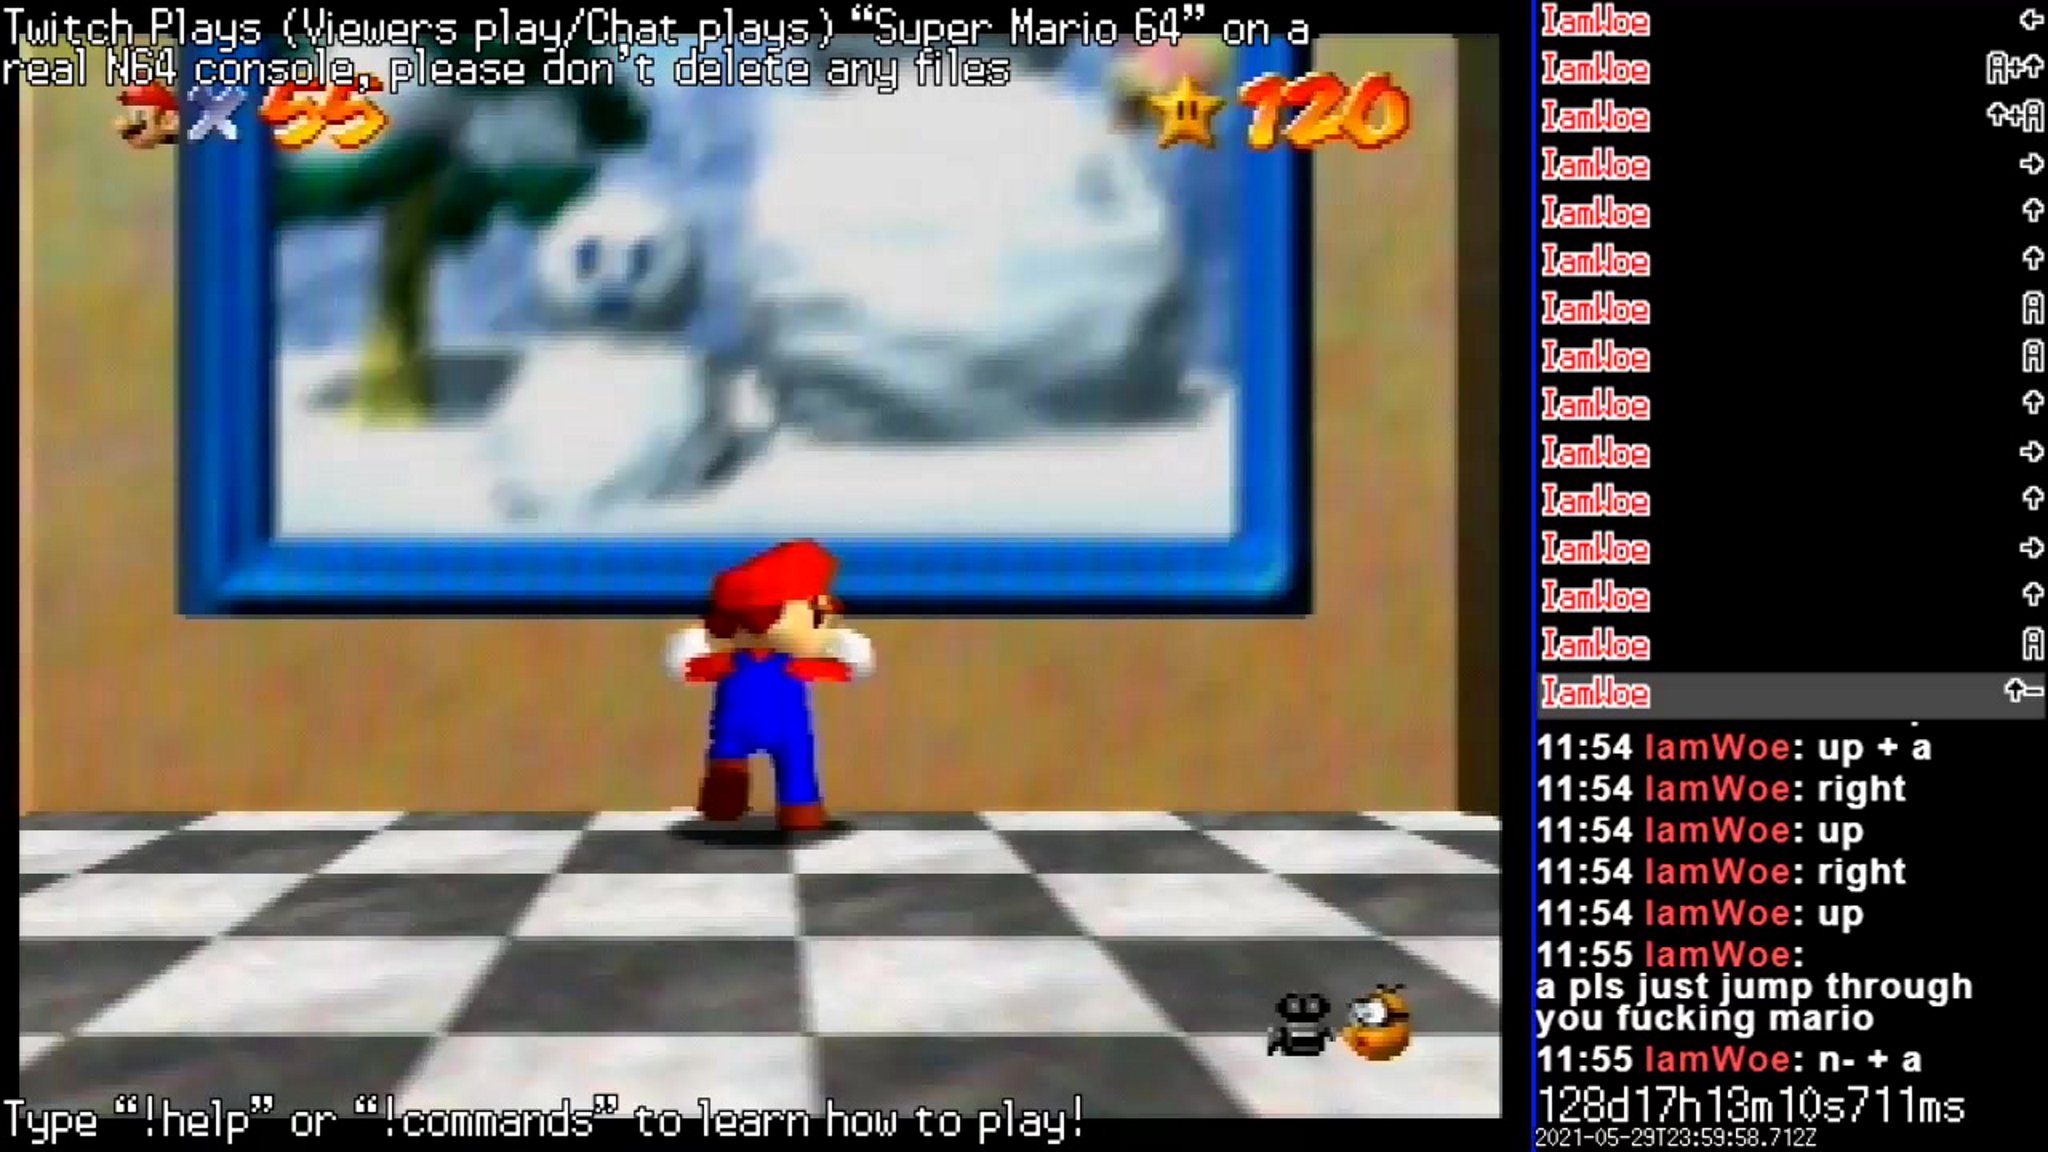 Twitch Plays (Viewers play/Chat plays) “Super Mario 64” on a
real N64 console, please don't delete any files
X 55
120
Type “!help” or “!commands” to learn how to play!
IamWoe ←
IamWoe A+↑
IamWoe ↑+A
IamWoe →
IamWoe ↑
IamWoe ↑
IamWoe A
IamWoe A
IamWoe ↑
IamWoe →
IamWoe ↑
IamWoe →
IamWoe ↑
IamWoe A
IamWoe ↑-
11:54 IamWoe: up + a
11:54 IamWoe: right
11:54 IamWoe: up
11:54 IamWoe: right
11:54 IamWoe: up
11:55 IamWoe:
a pls just jump through
you fucking mario
11:55 IamWoe: n- + a
128d17h13m10s711ms
2021-05-29T23:59:58.712Z